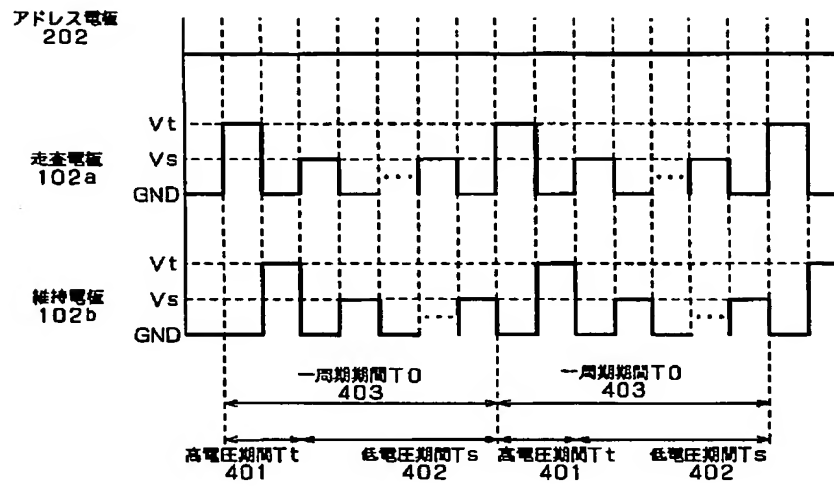 アドレス電極
202
Vt
Vs
GND
走査電極
102a
Vt
Vs
GND
維持電極
102b
一周期期間T0
403
一周期期間T0
403
高電圧期間Tt
401
低電圧期間Ts
402
高電圧期間Tt
401
低電圧期間Ts
402